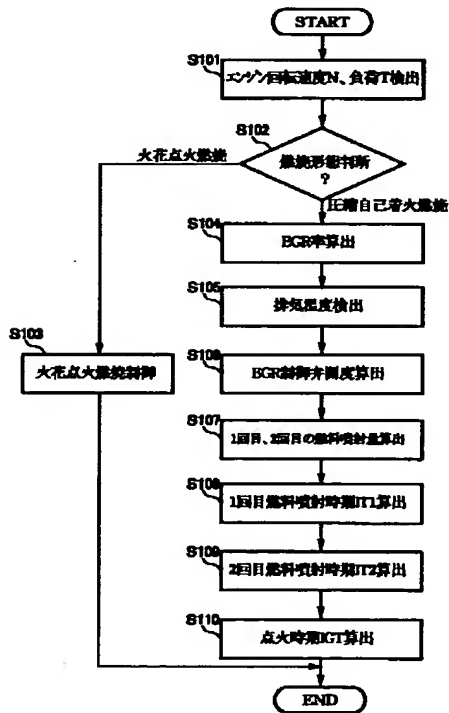 START
S101
エンジン回転速度N、負荷T検出
S102
燃焼形態判断
?
火花点火燃焼
圧縮自己着火燃焼
S104
EGR率算出
S105
排気温度検出
S103
火花点火燃焼制御
S106
EGR制御弁開度算出
S107
1回目、2回目の燃料噴射量算出
S108
1回目燃料噴射時期IT1算出
S109
2回目燃料噴射時期IT2算出
S110
点火時期IGT算出
END